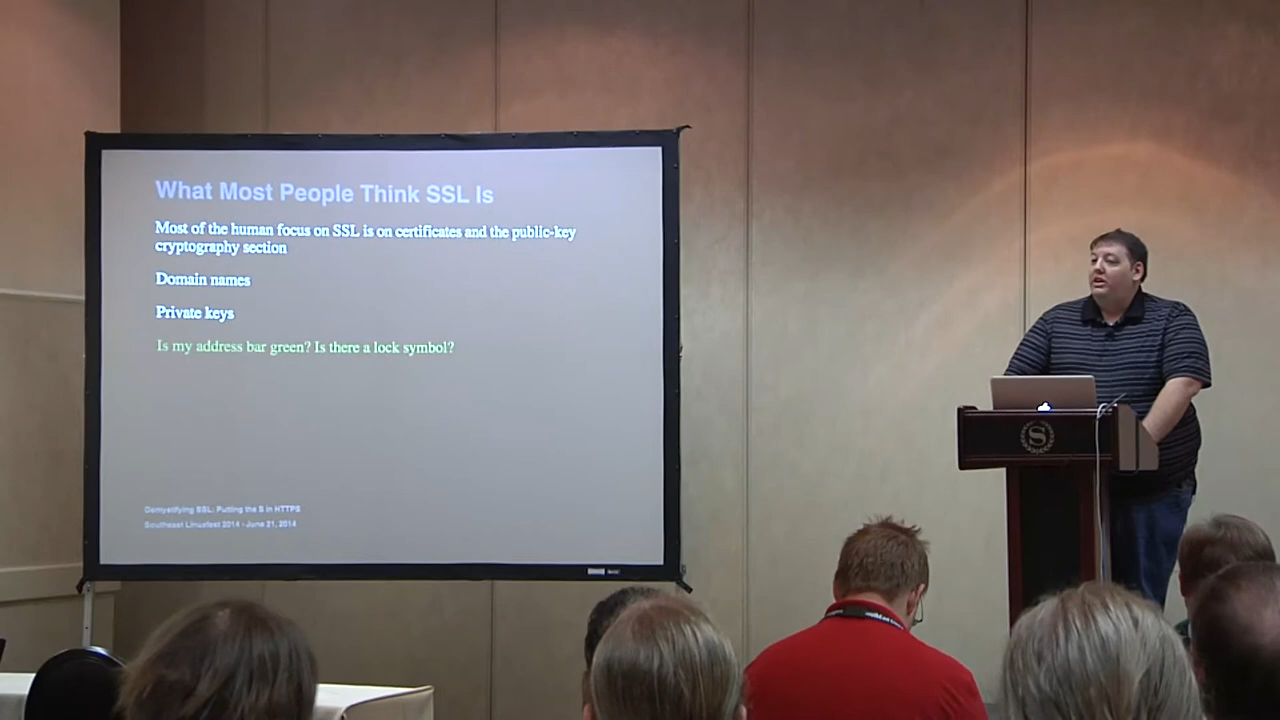 What Most People Think SSL Is
Most of the human focus on SSL is on certificates and the public-key
cryptography section
Domain names
Private keys
Is my address bar green? Is there a lock symbol?
Demystifying SSL: Putting the S in HTTPS
Southeast Linuxfest 2014 - June 21, 2014
S